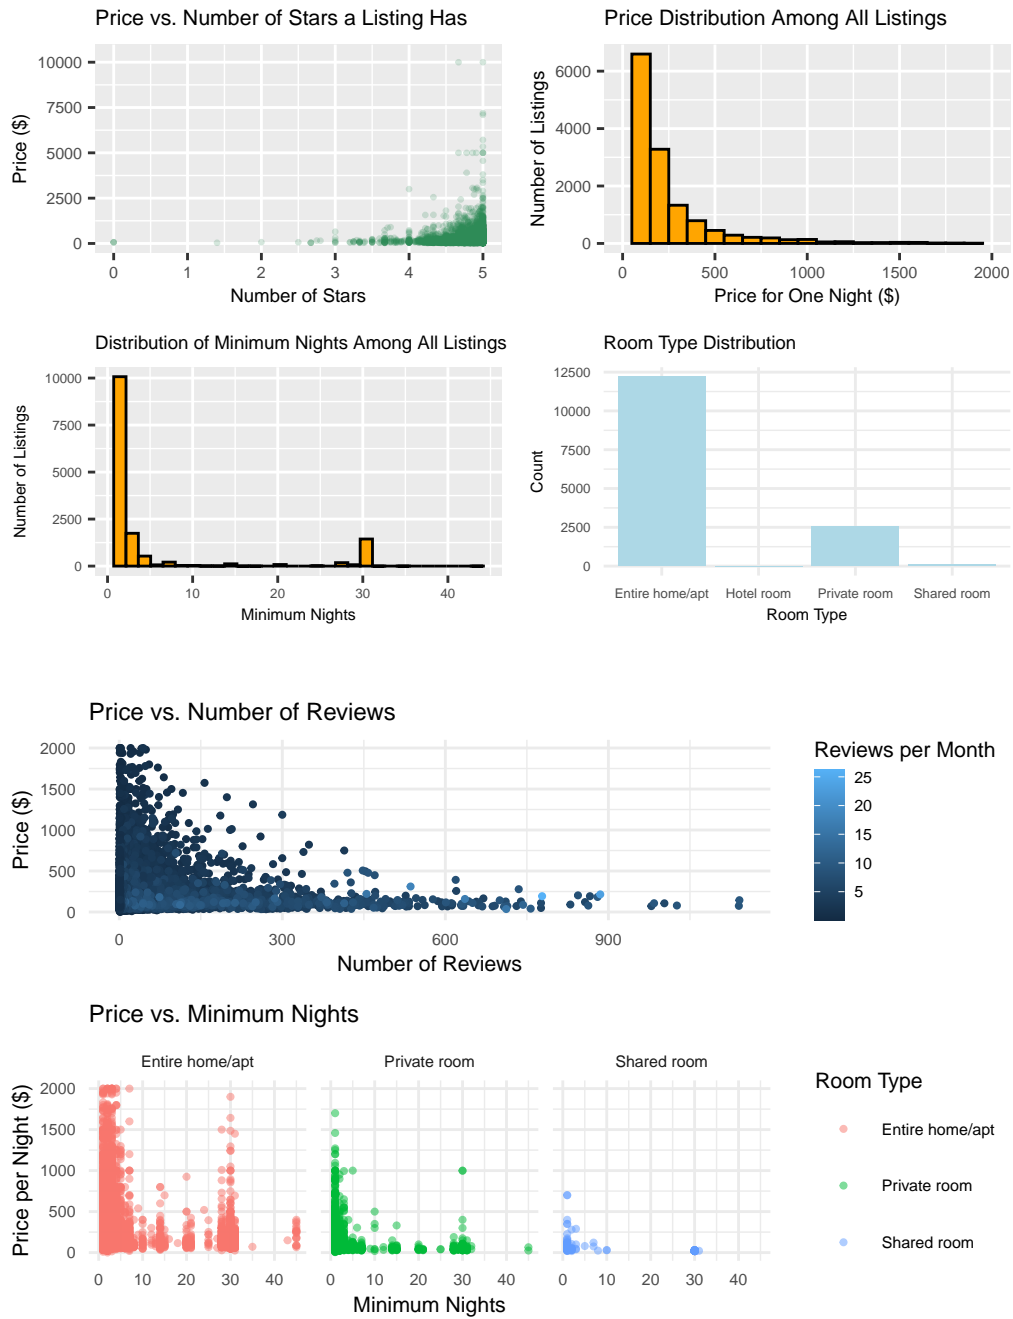 Price vs. Number of Stars a Listing Has
Price ($)
10000
7500
5000
2500
0
0 1 2 3 4 5
Number of Stars
Price Distribution Among All Listings
Number of Listings
6000
4000
2000
0
0 500 1000 1500 2000
Price for One Night ($)
Distribution of Minimum Nights Among All Listings
Number of Listings
10000
7500
5000
2500
0
0 10 20 30 40
Minimum Nights
Room Type Distribution
Count
12500
10000
7500
5000
2500
0
Entire home/apt Hotel room Private room Shared room
Room Type
Price vs. Number of Reviews
Price ($)
2000
1500
1000
500
0
0 300 600 900
Number of Reviews
Reviews per Month
25
20
15
10
5
Price vs. Minimum Nights
Entire home/apt Private room Shared room
Price per Night ($)
2000
1500
1000
500
0
0 10 20 30 40 0 10 20 30 40 0 10 20 30 40
Minimum Nights
Room Type
Entire home/apt
Private room
Shared room